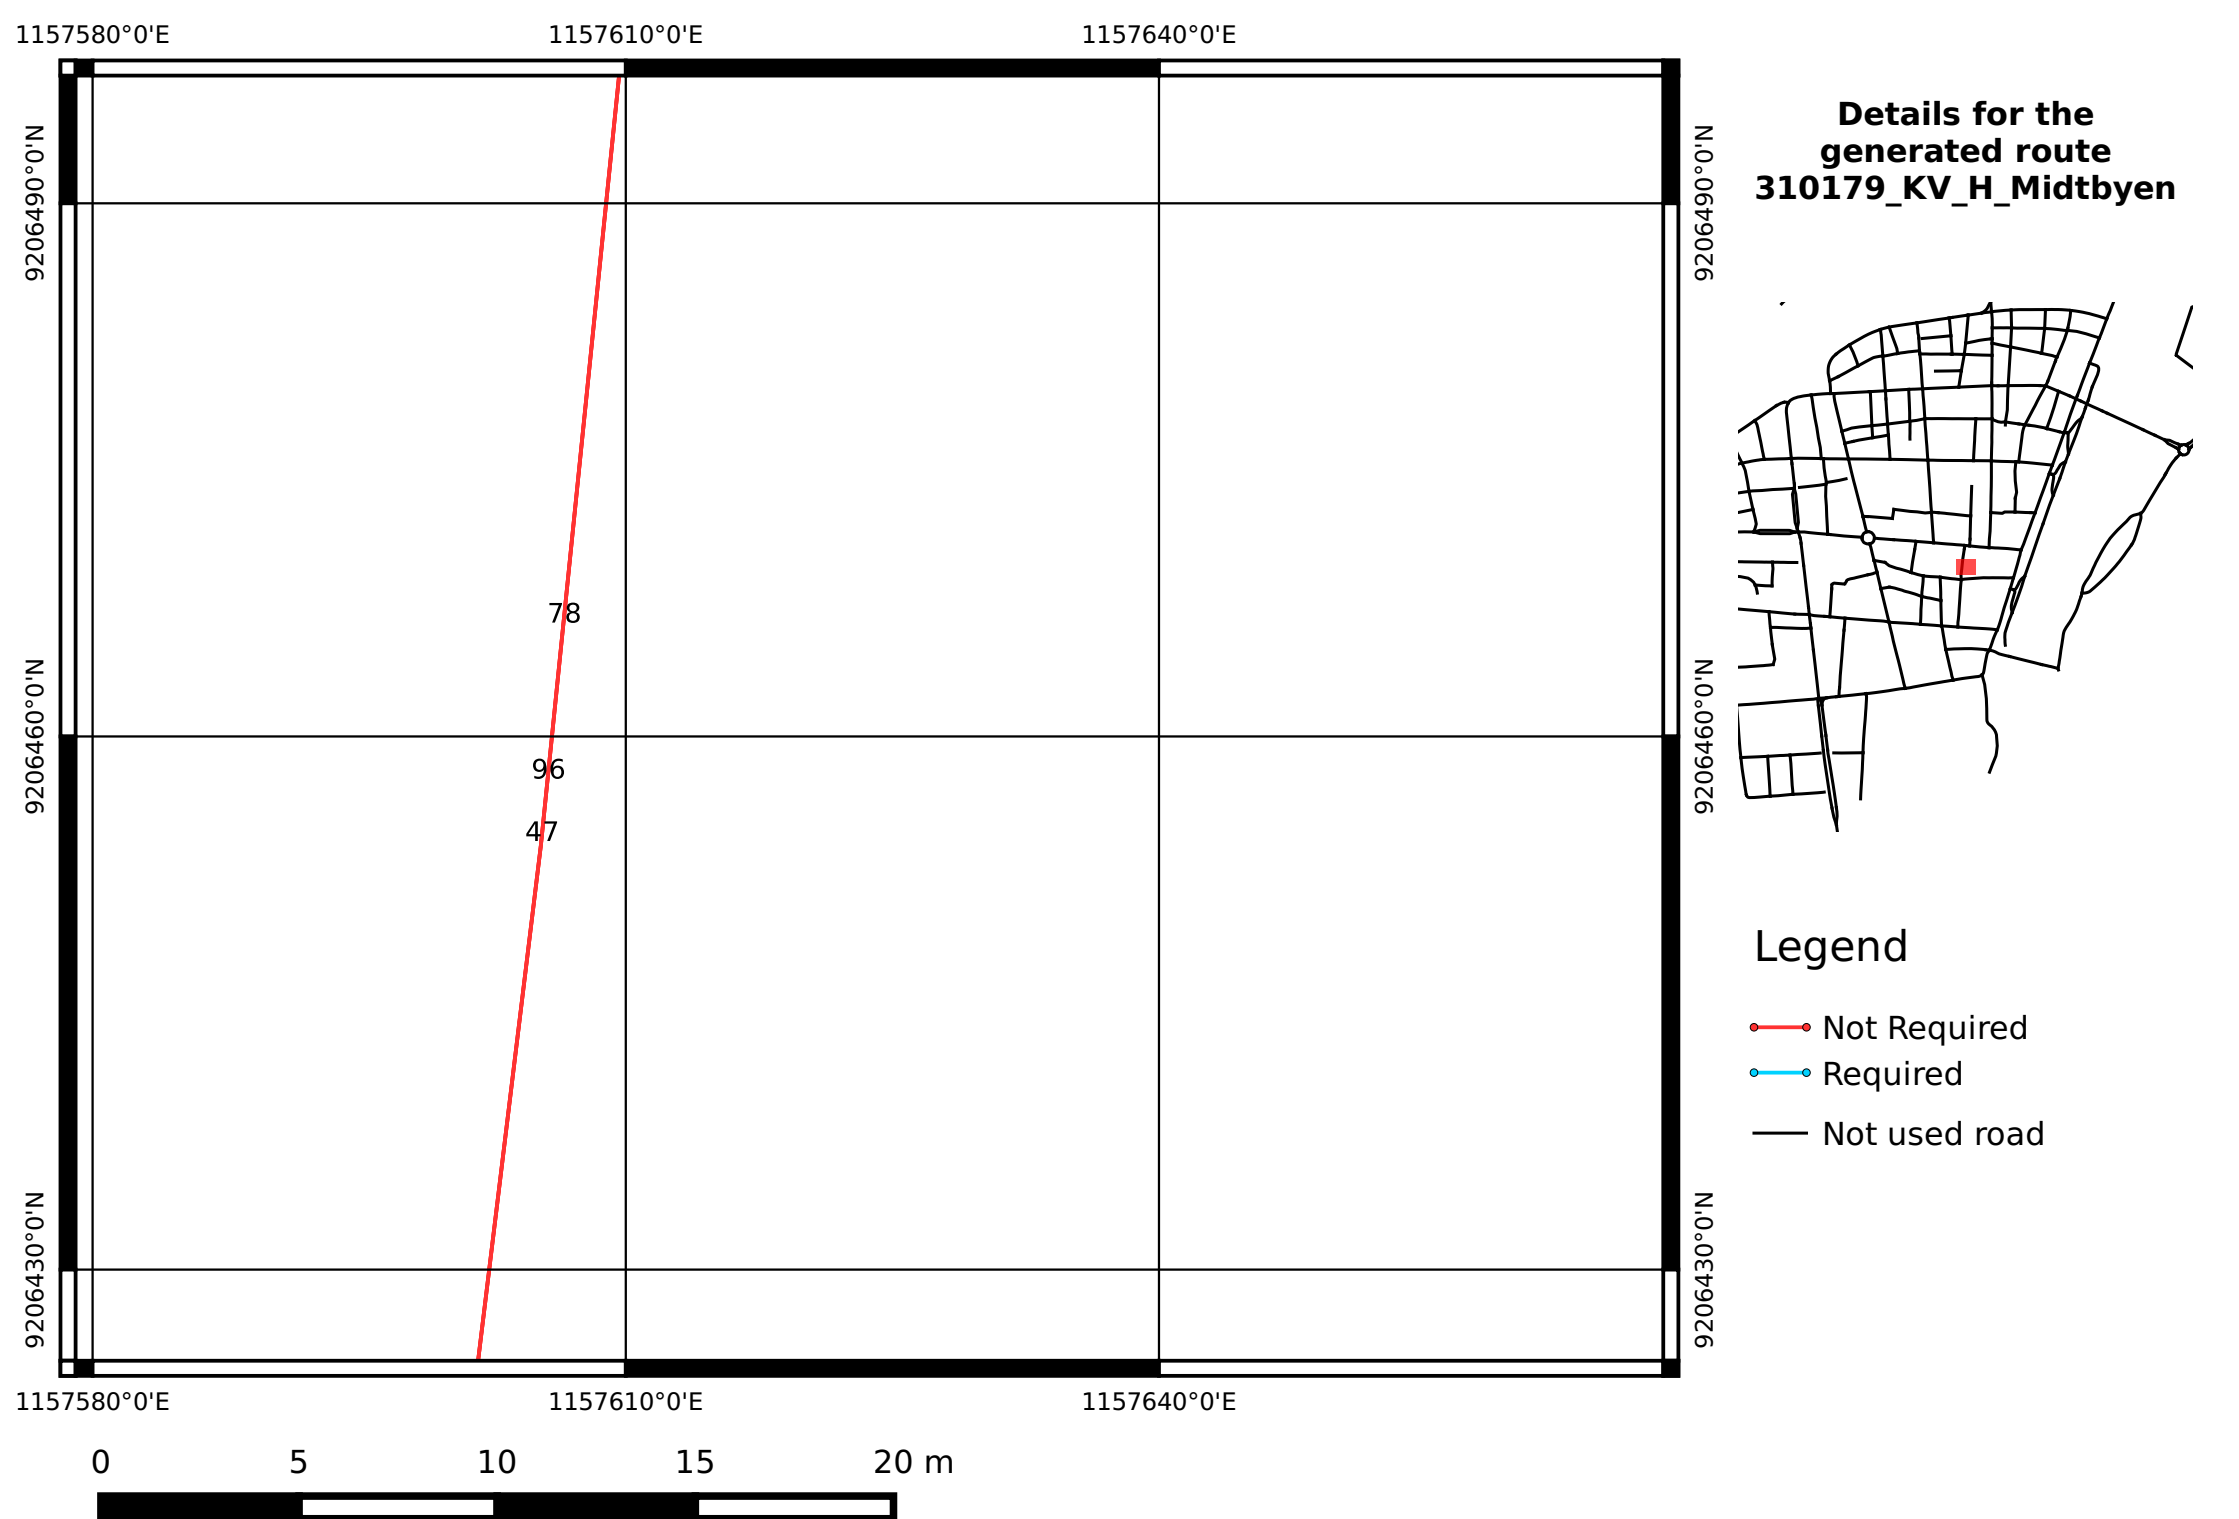 1157580°0'E 1157610°0'E 1157640°0'E
9206490°0'N
9206460°0'N
9206430°0'N
78
96
47
9206490°0'N
9206460°0'N
9206430°0'N
1157580°0'E 1157610°0'E 1157640°0'E
0 5 10 15 20 m
Details for the
generated route
310179_KV_H_Midtbyen
Legend
Not Required
Required
Not used road